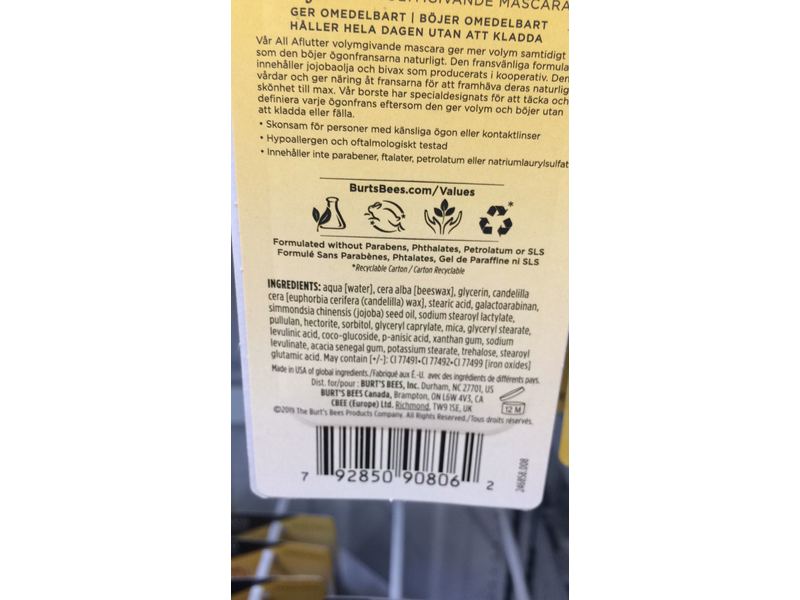 GIVANDE MASCARA
GER OMEDELBART | BÖJER OMEDELBART
HÅLLER HELA DAGEN UTAN ATT KLADDA
Vår All Aflutter volymgivande mascara ger mer volym samtidigt
som den böjer ögonfransarna naturligt. Den fransvänliga formula
innehåller jojobaolja och bivax som producerats i kooperativ. Den
vårdar och ger näring åt fransarna för att framhäva deras naturlig
skönhet till max. Vår borste har specialdesignats för att täcka och
definiera varje ögonfrans eftersom den ger volym och böjer utan
att kladda eller fälla.
• Skonsam för personer med känsliga ögon eller kontaktlinser
• Hypoallergen och oftalmologiskt testad
• Innehåller inte parabener, ftalater, petrolatum eller natriumlaurylsulfat
BurtsBees.com/Values
*
Formulated without Parabens, Phthalates, Petrolatum or SLS
Formulé Sans Parabènes, Phtalates, Gel de Paraffine ni SLS
*Recyclable Carton / Carton Recyclable
INGREDIENTS: aqua [water], cera alba [beeswax], glycerin, candelilla
cera [euphorbia cerifera (candelilla) wax], stearic acid, galactoarabinan,
simmondsia chinensis (jojoba) seed oil, sodium stearoyl lactylate,
pullulan, hectorite, sorbitol, glyceryl caprylate, mica, glyceryl stearate,
levulinic acid, coco-glucoside, p-anisic acid, xanthan gum, sodium
levulinate, acacia senegal gum, potassium stearate, trehalose, stearoyl
glutamic acid. May contain [+/-]: CI 77491•CI 77492•CI 77499 [iron oxides]
Made in USA of global ingredients./Fabriqué aux É.-U. avec des ingrédients de différents pays.
Dist. for/pour : BURT'S BEES, Inc. Durham, NC 27701, US
BURT'S BEES Canada, Brampton, ON L6W 4V3, CA
CBEE (Europe) Ltd. Richmond, TW9 1SE, UK
12 M
©2019 The Burt's Bees Products Company. All Rights Reserved./Tous droits réservés.
7 92850 90806 2
246858.008